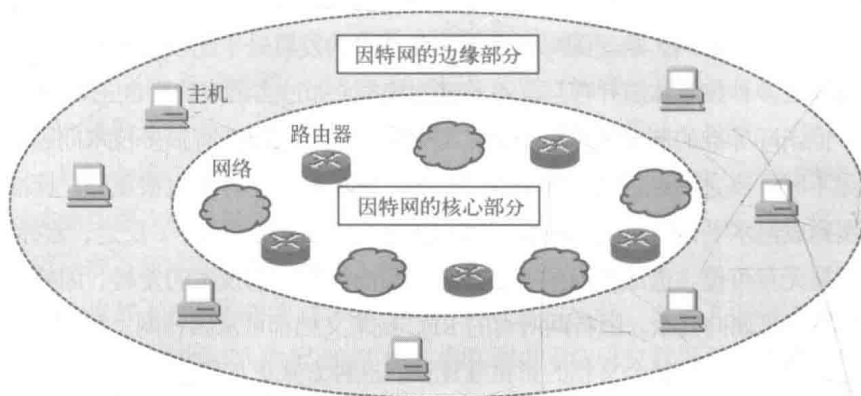 因特网的边缘部分
主机
路由器
网络
因特网的核心部分